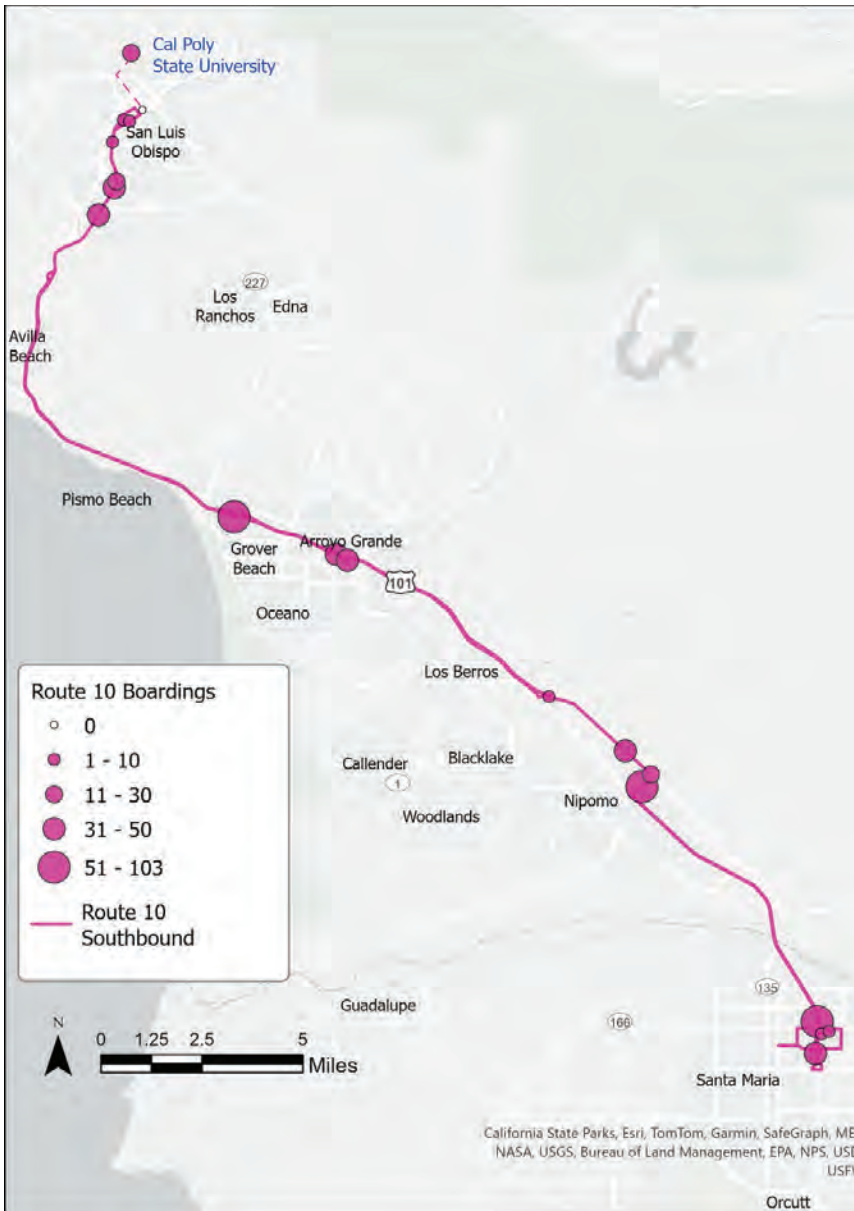 Cal Poly
State University
San Luis
Obispo
227
Los
Ranchos
Edna
Avilla
Beach
Pismo Beach
Grover
Beach
Arroyo Grande
101
Oceano
Los Berros
Route 10 Boardings
0
1 - 10
11 - 30
31 - 50
51 - 103
Route 10
Southbound
Callender
Blacklake
1
Woodlands
Nipomo
135
166
Guadalupe
Santa Maria
N
0 1.25 2.5 5
Miles
California State Parks, Esri, TomTom, Garmin, SafeGraph,
NASA, USGS, Bureau of Land Management, EPA, NPS,
Orcutt